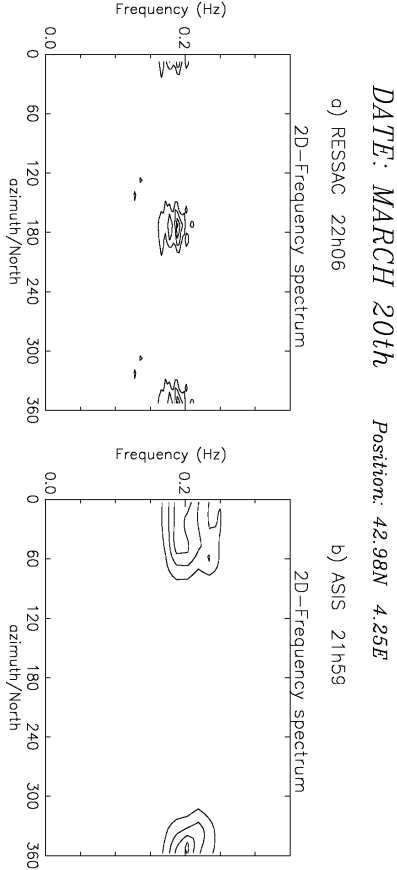 DATE: MARCH 20th Position: 42.98N 4.25E
a) RESSAC 22h06
2D-Frequency spectrum
Frequency (Hz)
0.2
0.0
0 60 120 180 240 300 360
azimuth/North
b) ASIS 21h59
2D-Frequency spectrum
Frequency (Hz)
0.2
0.0
0 60 120 180 240 300 360
azimuth/North